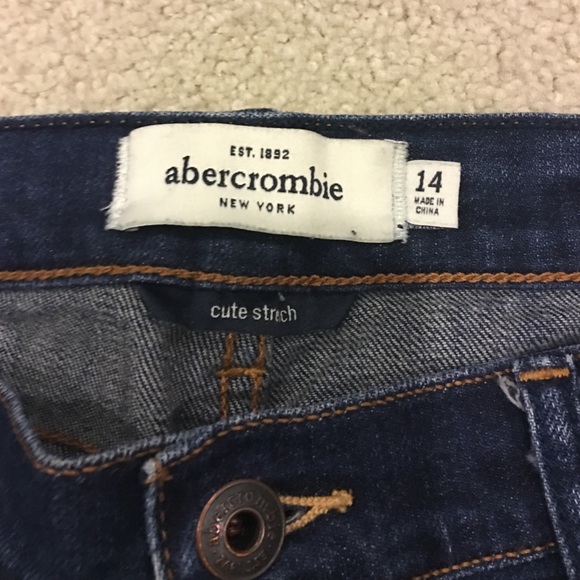 EST. 1892
abercrombie
NEW YORK
14
MADE IN
CHINA
cute stretch